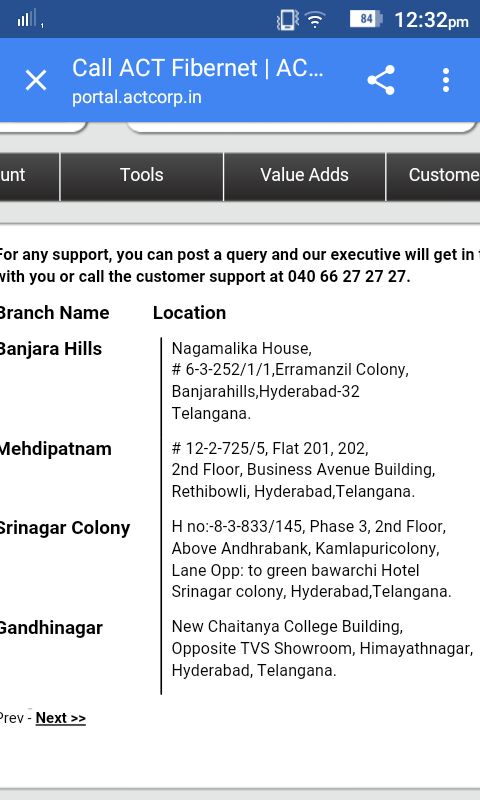 84 12:32pm
Call ACT Fibernet | AC...
portal.actcorp.in
unt Tools Value Adds Custome
For any support, you can post a query and our executive will get in t
with you or call the customer support at 040 66 27 27 27.
Branch Name Location
Banjara Hills Nagamalika House,
# 6-3-252/1/1,Erramanzil Colony,
Banjarahills,Hyderabad-32
Telangana.
Mehdipatnam # 12-2-725/5, Flat 201, 202,
2nd Floor, Business Avenue Building,
Rethibowli, Hyderabad,Telangana.
Srinagar Colony H no:-8-3-833/145, Phase 3, 2nd Floor,
Above Andhrabank, Kamlapuricolony,
Lane Opp: to green bawarchi Hotel
Srinagar colony, Hyderabad,Telangana.
Gandhinagar New Chaitanya College Building,
Opposite TVS Showroom, Himayathnagar,
Hyderabad, Telangana.
Prev - Next >>